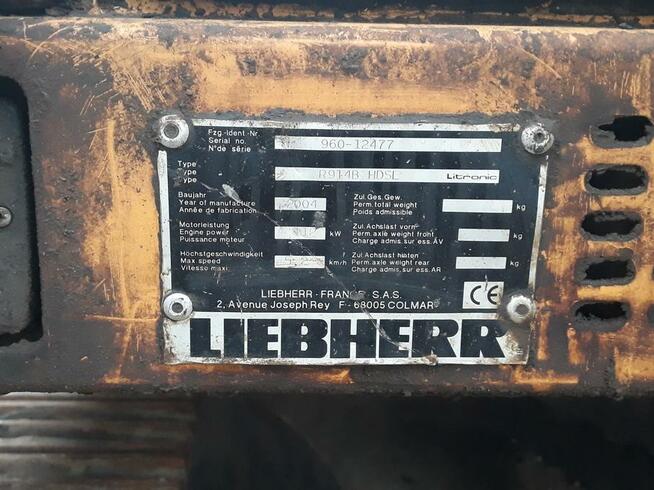 Fzg.-Ident.-Nr.
Serial no. 960-12477
N°de série
Type
Type R914B HDSL Litronic
Type
Baujahr Zul.Ges.Gew.
Year of manufacture 2004 Perm.total weight kg
Année de fabrication Poids admissible
Motorleistung Zul.Achslast vorn
Engine power kW Perm.axle weight front kg
Puissance moteur Charge admis.sur ess.AV
Höchstgeschwindigkeit Zul.Achslast hinten
Max speed km/h Perm.axle weight rear kg
Vitesse maxi Charge admis.sur ess.AR
LIEBHERR-FRANCE S.A.S.
2, Avenue Joseph Rey F-68005 COLMAR
CE
LIEBHERR